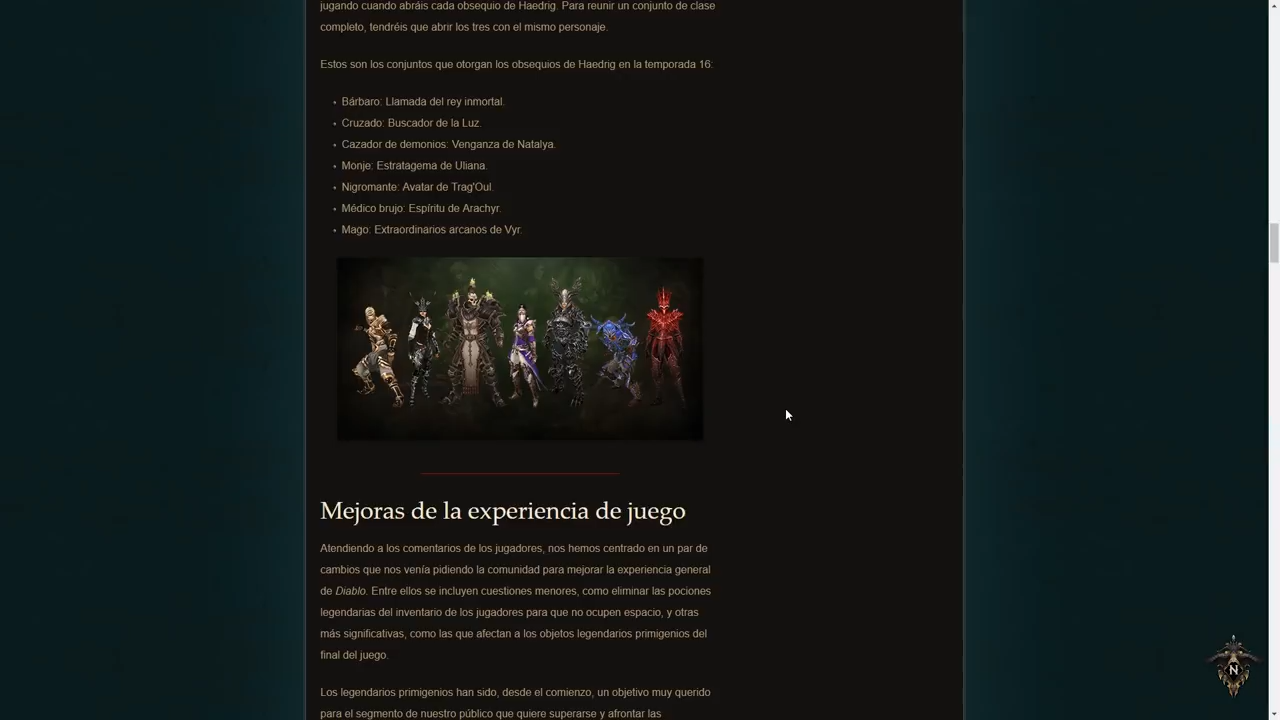 jugando cuando abráis cada obsequio de Haedrig. Para reunir un conjunto de clase
completo, tendréis que abrir los tres con el mismo personaje.
Estos son los conjuntos que otorgan los obsequios de Haedrig en la temporada 16:
• Bárbaro: Llamada del rey inmortal.
• Cruzado: Buscador de la Luz.
• Cazador de demonios: Venganza de Natalya.
• Monje: Estratagema de Uliana.
• Nigromante: Avatar de Trag'Oul.
• Médico brujo: Espíritu de Arachyr.
• Mago: Extraordinarios arcanos de Vyr.
Mejoras de la experiencia de juego
Atendiendo a los comentarios de los jugadores, nos hemos centrado en un par de
cambios que nos venía pidiendo la comunidad para mejorar la experiencia general
de Diablo. Entre ellos se incluyen cuestiones menores, como eliminar las pociones
legendarias del inventario de los jugadores para que no ocupen espacio, y otras
más significativas, como las que afectan a los objetos legendarios primigenios del
final del juego.
Los legendarios primigenios han sido, desde el comienzo, un objetivo muy querido
para el segmento de nuestro público que quiere superarse y afrontar las
N